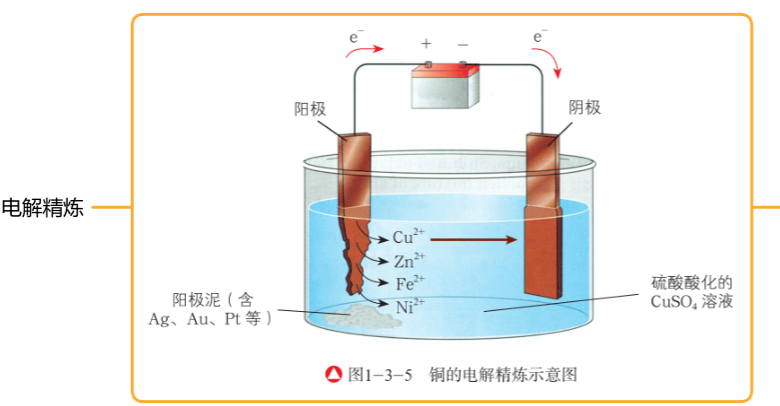 电解精炼
e⁻
+ −
e⁻
阳极
阴极
Cu²⁺
Zn²⁺
Fe²⁺
Ni²⁺
阳极泥（含
Ag、Au、Pt 等）
硫酸酸化的
CuSO₄ 溶液
图1-3-5 铜的电解精炼示意图